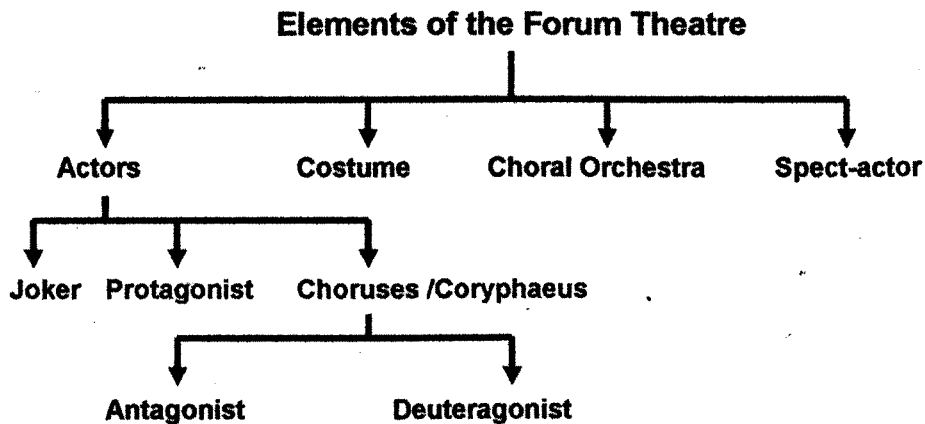 Elements of the Forum Theatre
Actors Costume Choral Orchestra Spect-actor
Joker Protagonist Choruses /Coryphaeus
Antagonist Deuteragonist